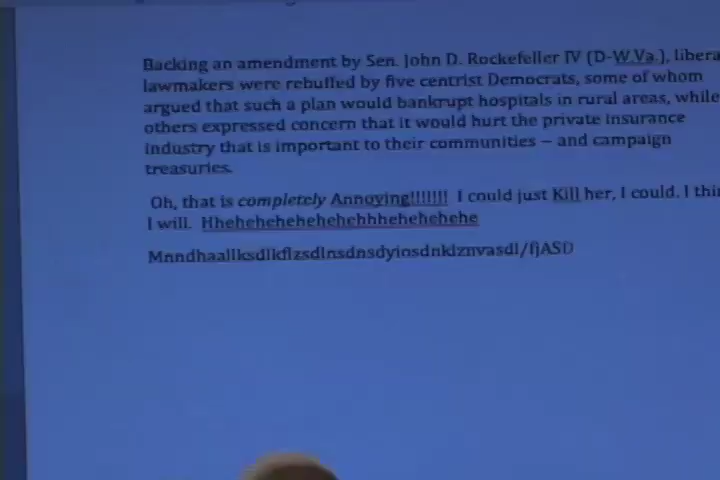 Backing an amendment by Sen. John D. Rockefeller IV (D-W.Va.), libera
lawmakers were rebuffed by five centrist Democrats, some of whom
argued that such a plan would bankrupt hospitals in rural areas, while
others expressed concern that it would hurt the private insurance
industry that is important to their communities – and campaign
treasuries.
Oh, that is completely Annoying!!!!!!! I could just Kill her, I could. I thin
I will. Hhehehehehehehehhhehehehehe